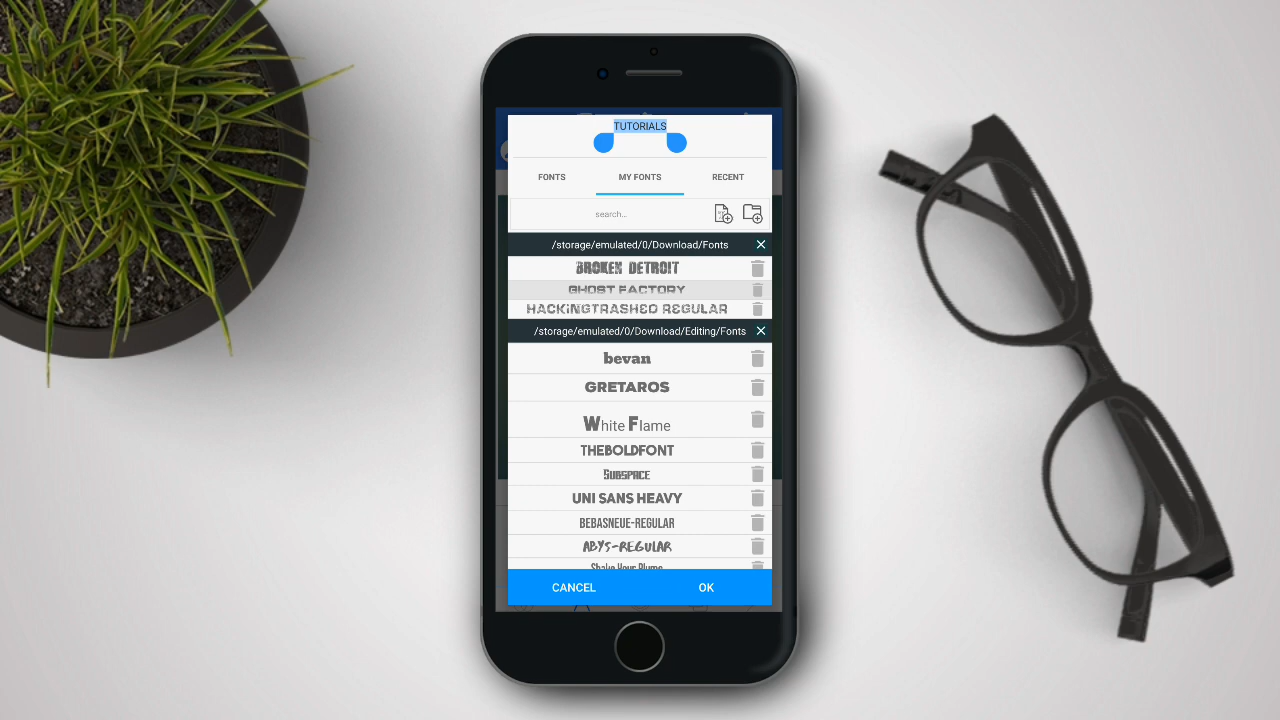 TUTORIALS
FONTS MY FONTS RECENT
search...
/storage/emulated/0/Download/Fonts
BROKEN DETROIT
GHOST FACTORY
HACKINGTRASHED REGULAR
/storage/emulated/0/Download/Editing/Fonts
bevan
GRETAROS
White Flame
THEBOLDFONT
Subspace
UNI SANS HEAVY
BEBASNEUE-REGULAR
ABYS-REGULAR
CANCEL OK